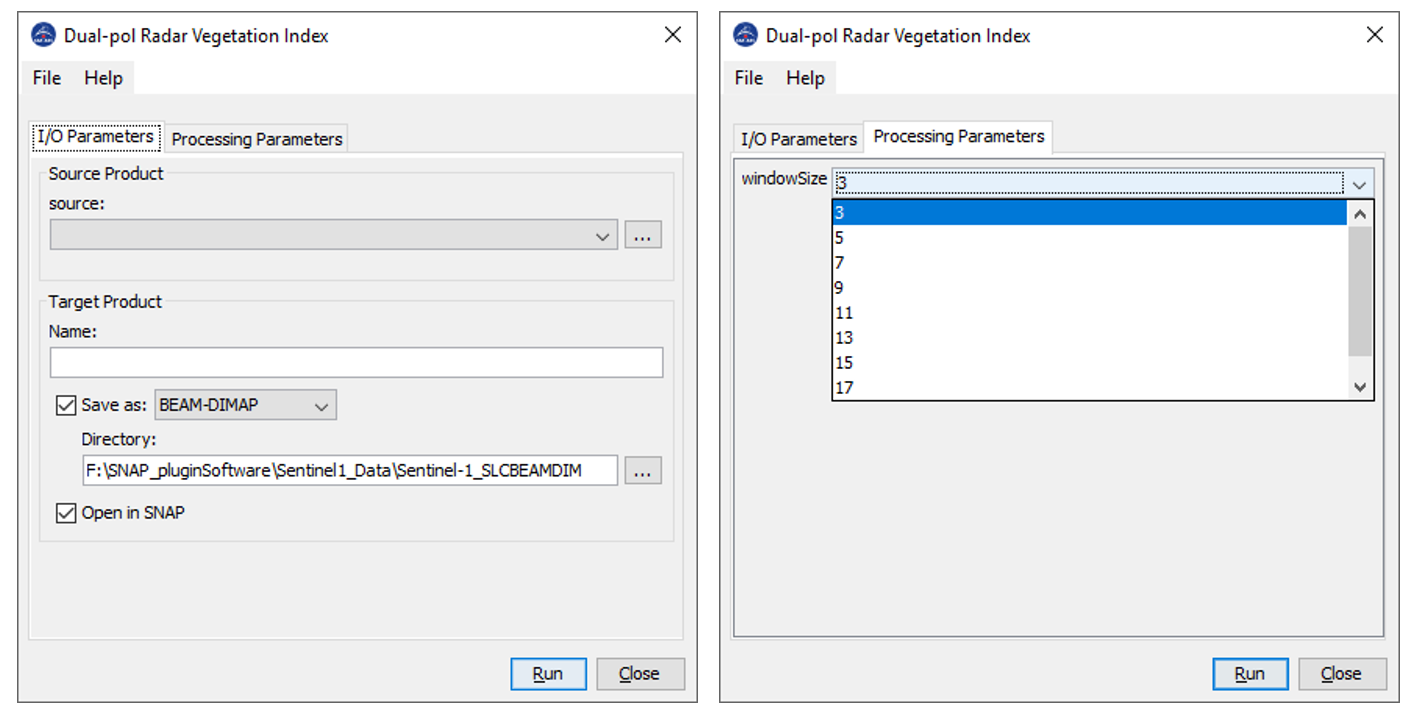 Dual-pol Radar Vegetation Index
File Help
I/O Parameters Processing Parameters
Source Product
source:
...
Target Product
Name:
Save as: BEAM-DIMAP
Directory:
F:\SNAP_pluginSoftware\Sentinel1_Data\Sentinel-1_SLCBEAMDIM ...
Open in SNAP
Run Close
Dual-pol Radar Vegetation Index
File Help
I/O Parameters Processing Parameters
windowSize 3
3
5
7
9
11
13
15
17
Run Close